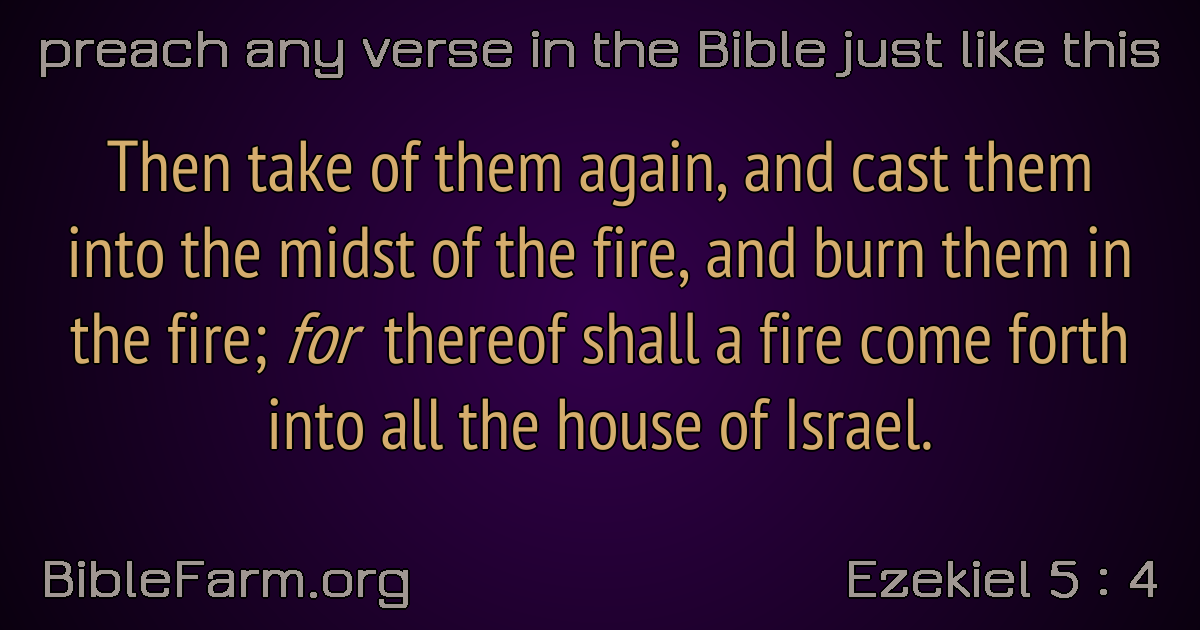 preach any verse in the Bible just like this
Then take of them again, and cast them
into the midst of the fire, and burn them in
the fire; for thereof shall a fire come forth
into all the house of Israel.
BibleFarm.org
Ezekiel 5 : 4